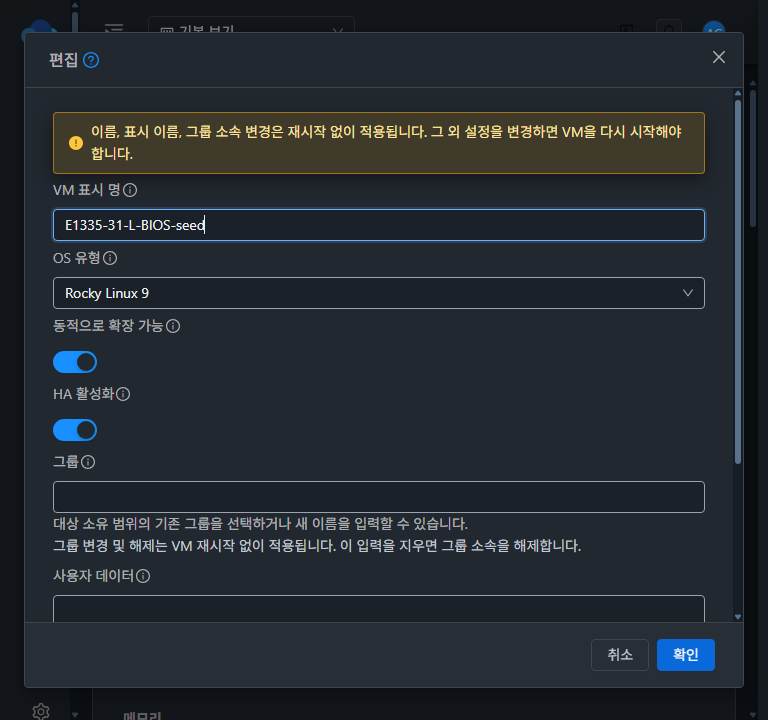 기본 보기
편집
이름, 표시 이름, 그룹 소속 변경은 재시작 없이 적용됩니다. 그 외 설정을 변경하면 VM을 다시 시작해야
합니다.
VM 표시 명
E1335-31-L-BIOS-seed
OS 유형
Rocky Linux 9
동적으로 확장 가능
HA 활성화
그룹
대상 소유 범위의 기존 그룹을 선택하거나 새 이름을 입력할 수 있습니다.
그룹 변경 및 해제는 VM 재시작 없이 적용됩니다. 이 입력을 지우면 그룹 소속을 해제합니다.
사용자 데이터
취소
확인
메모리